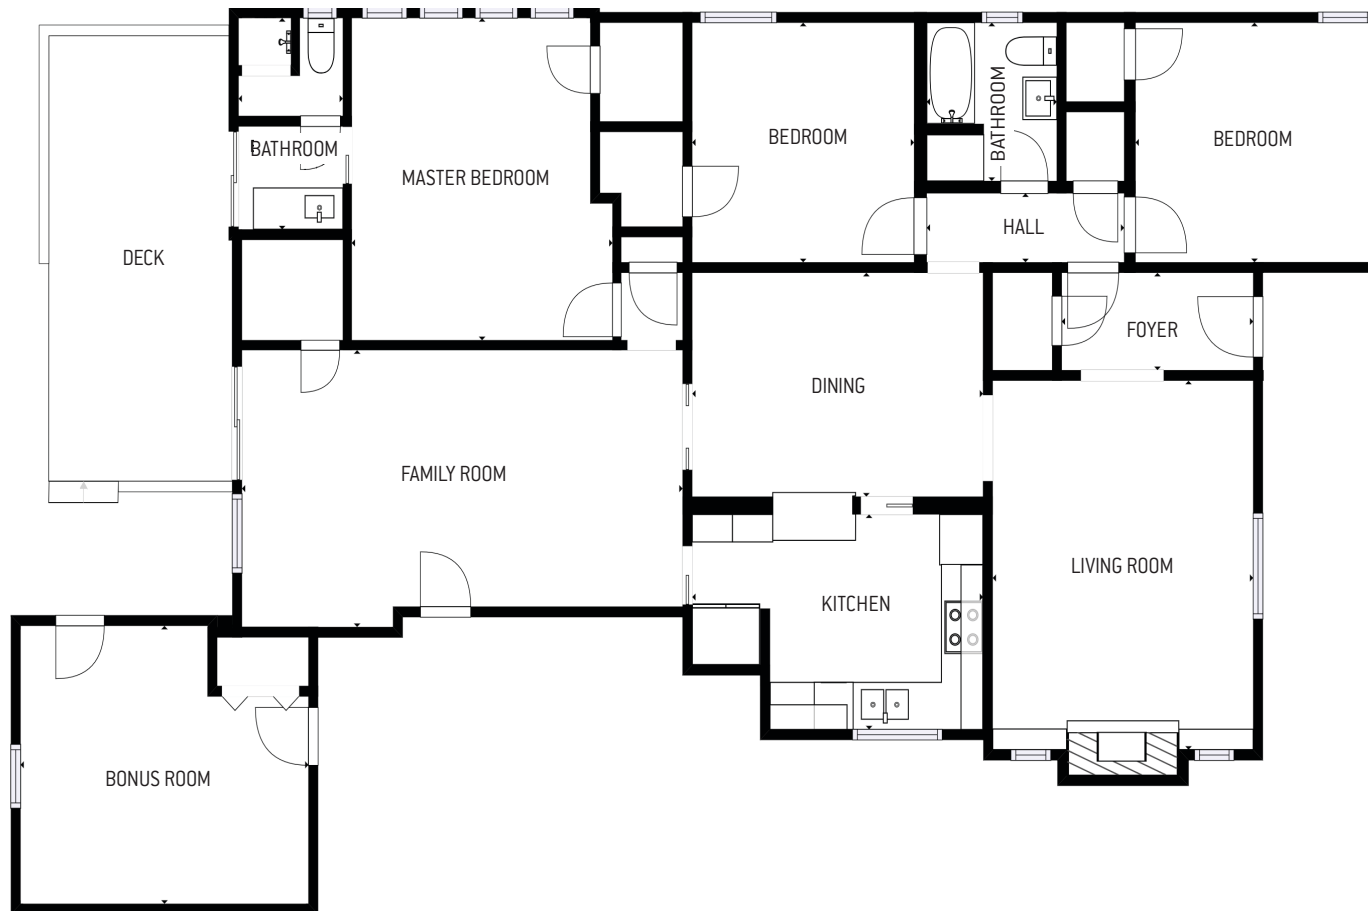 BATHROOM
MASTER BEDROOM
BEDROOM
BATHROOM
BEDROOM
HALL
DECK
FOYER
DINING
FAMILY ROOM
LIVING ROOM
KITCHEN
BONUS ROOM